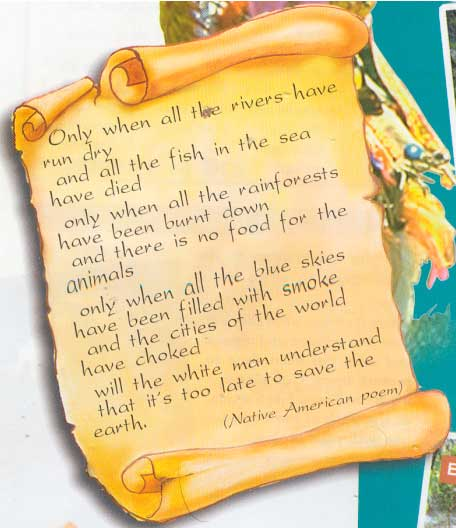 Only when all the rivers have
run dry
and all the fish in the sea
have died
only when all the rainforests
have been burnt down
and there is no food for the
animals
only when all the blue skies
have been filled with smoke
and the cities of the world
have choked
will the white man understand
that it's too late to save the
earth.
(Native American poem)
E